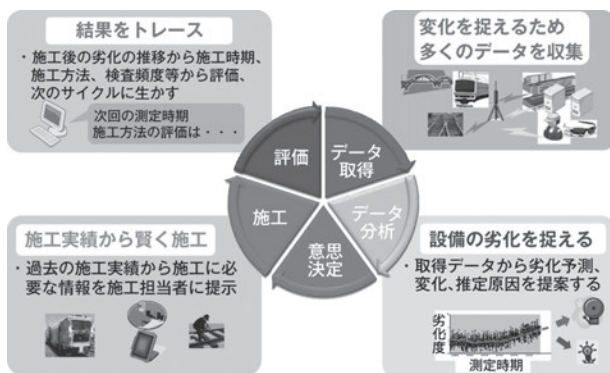 結果をトレース
・施工後の劣化の推移から施工時期、
施工方法、検査頻度等から評価、
次のサイクルに生かす
次回の測定時期
施工方法の評価は・・・
変化を捉えるため
多くのデータを収集
評価
データ
取得
施工
データ
分析
意思
決定
施工実績から賢く施工
・過去の施工実績から施工に必
要な情報を施工担当者に提示
設備の劣化を捉える
・取得データから劣化予測、
変化、推定原因を提案する
劣化度
測定時期